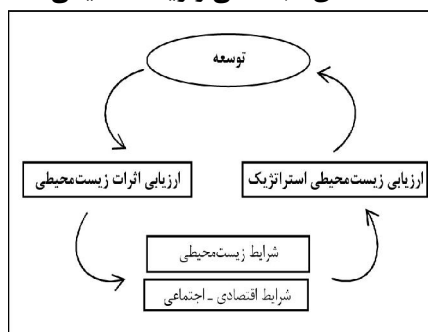 توسعه
ارزیابی زیست‌محیطی استراتژیک
ارزیابی اثرات زیست‌محیطی
شرایط زیست‌محیطی
شرایط اقتصادی ـ اجتماعی